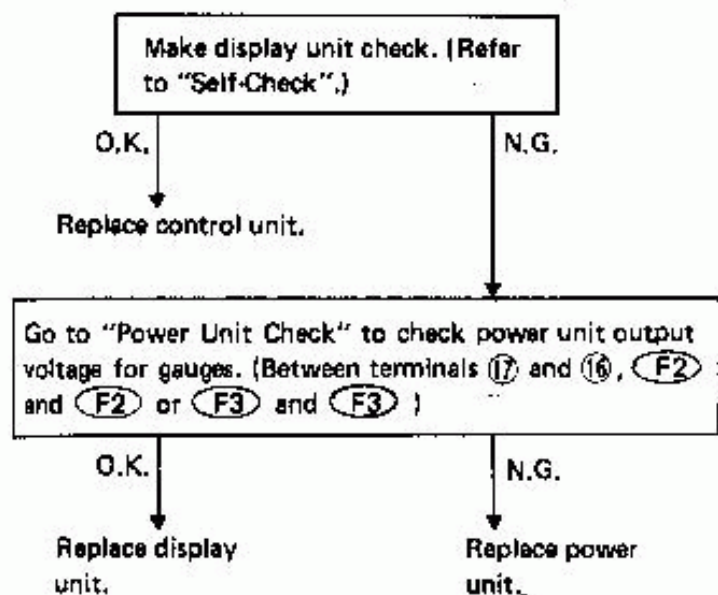 Make display unit check. (Refer
to "Self-Check".)
O.K.
N.G.
Replace control unit.
Go to "Power Unit Check" to check power unit output
voltage for gauges. (Between terminals ⑰ and ⑯, F2
and F2 or F3 and F3 )
O.K.
N.G.
Replace display
unit.
Replace power
unit.